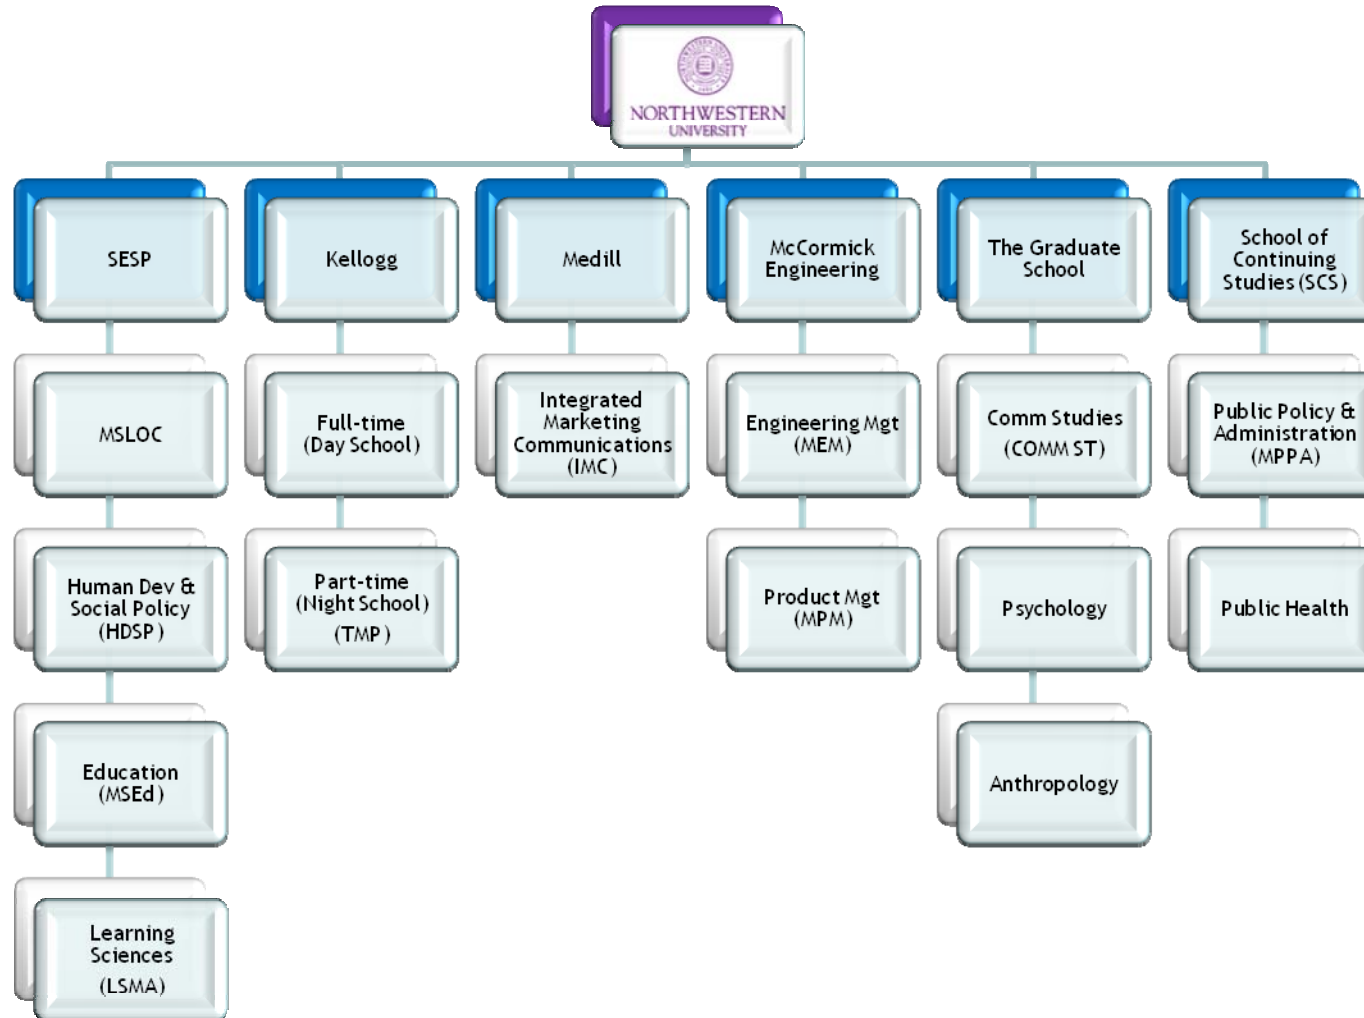 NORTHWESTERN
UNIVERSITY
SESP
Kellogg
Medill
McCormick
Engineering
The Graduate
School
School of
Continuing
Studies (SCS)
MSLOC
Full-time
(Day School)
Integrated
Marketing
Communications
(IMC)
Engineering Mgt
(MEM)
Comm Studies
(COMM ST)
Public Policy &
Administration
(MPPA)
Human Dev &
Social Policy
(HDSP)
Part-time
(Night School)
(TMP)
Product Mgt
(MPM)
Psychology
Public Health
Education
(MSEd)
Anthropology
Learning
Sciences
(LSMA)